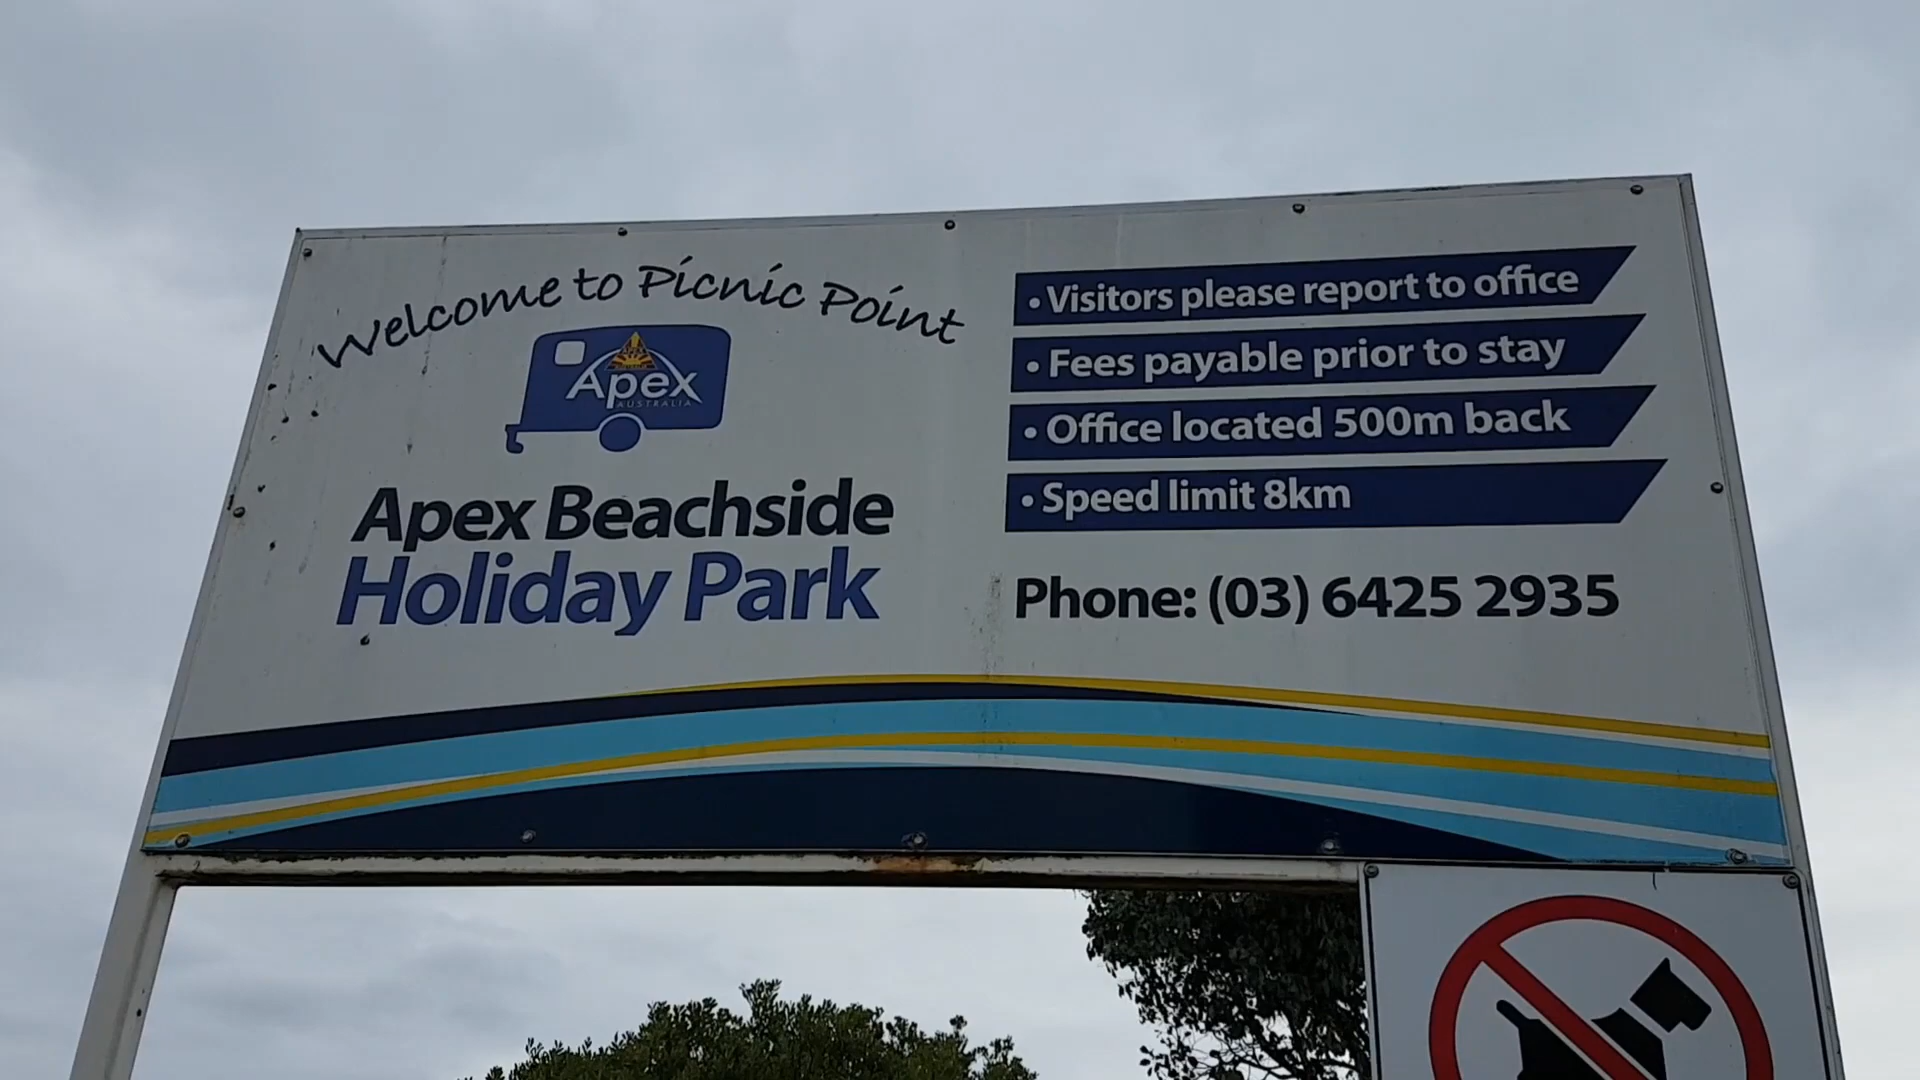 Welcome to Picnic Point
Apex
AUSTRALIA
Apex Beachside
Holiday Park
• Visitors please report to office
• Fees payable prior to stay
• Office located 500m back
• Speed limit 8km
Phone: (03) 6425 2935